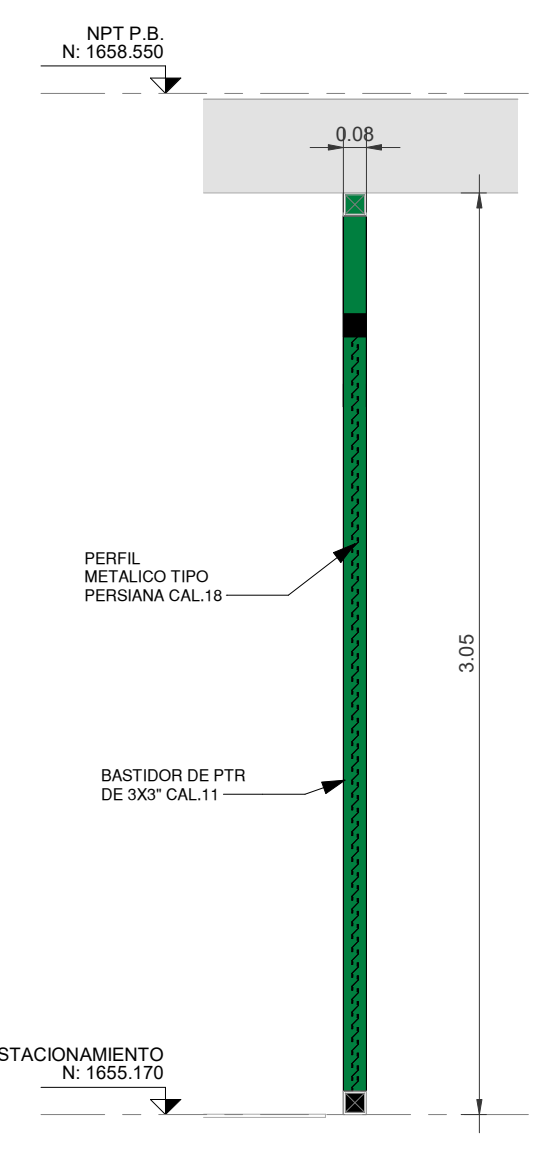 NPT P.B.
N: 1658.550
0.08
PERFIL
METALICO TIPO
PERSIANA CAL.18
3.05
BASTIDOR DE PTR
DE 3X3" CAL.11
STACIONAMIENTO
N: 1655.170